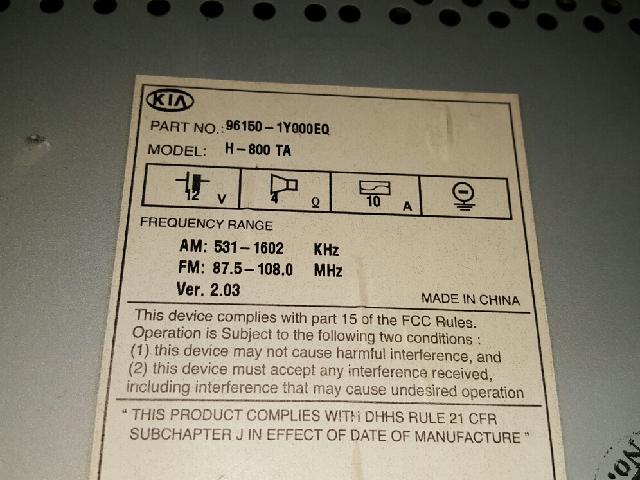 KIA
PART NO.: 96150-1Y000EQ
MODEL: H-800 TA
12 V 4 Ω 10 A
FREQUENCY RANGE
AM: 531-1602 KHz
FM: 87.5-108.0 MHz
Ver. 2.03
MADE IN CHINA
This device complies with part 15 of the FCC Rules.
Operation is Subject to the following two conditions :
(1) this device may not cause harmful interference, and
(2) this device must accept any interference received,
including interference that may cause undesired operation
" THIS PRODUCT COMPLIES WITH DHHS RULE 21 CFR
SUBCHAPTER J IN EFFECT OF DATE OF MANUFACTURE "